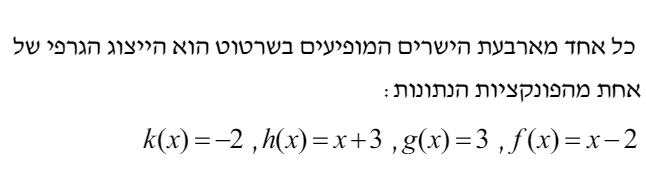 כל אחד מארבעת הישרים המופיעים בשרטוט הוא הייצוג הגרפי של
אחת מהפונקציות הנתונות:
k(x)=−2 , h(x)=x+3 , g(x)=3 , f(x)=x−2